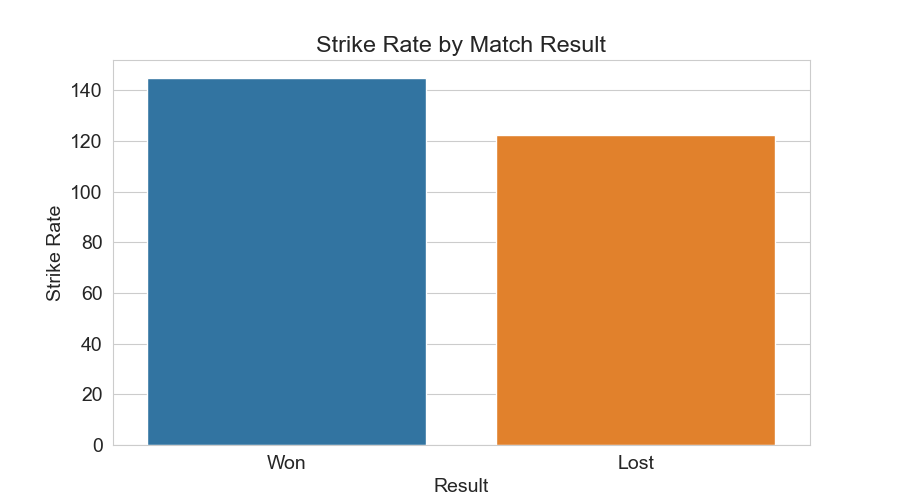 Strike Rate by Match Result
140
120
100
80
60
40
20
0
Strike Rate
Won Lost
Result